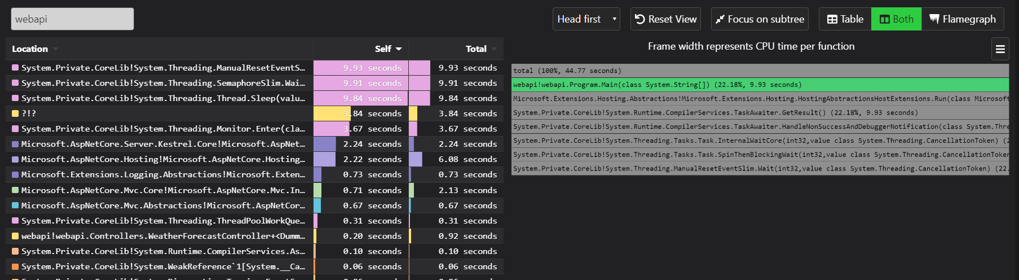 webapi
Head first
Reset View
Focus on subtree
Table
Both
Flamegraph
Location Self Total
System.Private.CoreLib!System.Threading.ManualResetEventS… 9.93 seconds 9.93 seconds
System.Private.CoreLib!System.Threading.SemaphoreSlim.Wai… 9.91 seconds 9.91 seconds
System.Private.CoreLib!System.Threading.Thread.Sleep(valu… 9.84 seconds 9.84 seconds
?!? 3.84 seconds 3.84 seconds
System.Private.CoreLib!System.Threading.Monitor.Enter(cla… 3.67 seconds 3.67 seconds
Microsoft.AspNetCore.Server.Kestrel.Core!Microsoft.AspNet… 2.24 seconds 2.24 seconds
Microsoft.AspNetCore.Hosting!Microsoft.AspNetCore.Hosting… 2.22 seconds 6.08 seconds
Microsoft.Extensions.Logging.Abstractions!Microsoft.Exten… 0.73 seconds 0.73 seconds
Microsoft.AspNetCore.Mvc.Core!Microsoft.AspNetCore.Mvc.In… 0.71 seconds 2.13 seconds
Microsoft.AspNetCore.Mvc.Abstractions!Microsoft.AspNetCor… 0.67 seconds 0.67 seconds
System.Private.CoreLib!System.Threading.ThreadPoolWorkQue… 0.31 seconds 0.31 seconds
webapi!webapi.Controllers.WeatherForecastController+<Dumm… 0.20 seconds 0.92 seconds
System.Private.CoreLib!System.Runtime.CompilerServices.As… 0.10 seconds 0.10 seconds
System.Private.CoreLib!System.WeakReference`1[System.__Ca… 0.06 seconds 0.06 seconds
Frame width represents CPU time per function
total (100%, 44.77 seconds)
webapi!webapi.Program.Main(class System.String[]) (22.18%, 9.93 seconds)
Microsoft.Extensions.Hosting.Abstractions!Microsoft.Extensions.Hosting.HostingAbstractionsHostExtensions.Run(class Microsoft
System.Private.CoreLib!System.Runtime.CompilerServices.TaskAwaiter.GetResult() (22.18%, 9.93 seconds)
System.Private.CoreLib!System.Runtime.CompilerServices.TaskAwaiter.HandleNonSuccessAndDebuggerNotification(class System.Thre
System.Private.CoreLib!System.Threading.Tasks.Task.InternalWaitCore(int32,value class System.Threading.CancellationToken) (2
System.Private.CoreLib!System.Threading.Tasks.Task.SpinThenBlockingWait(int32,value class System.Threading.CancellationToken
System.Private.CoreLib!System.Threading.ManualResetEventSlim.Wait(int32,value class System.Threading.CancellationToken) (22.